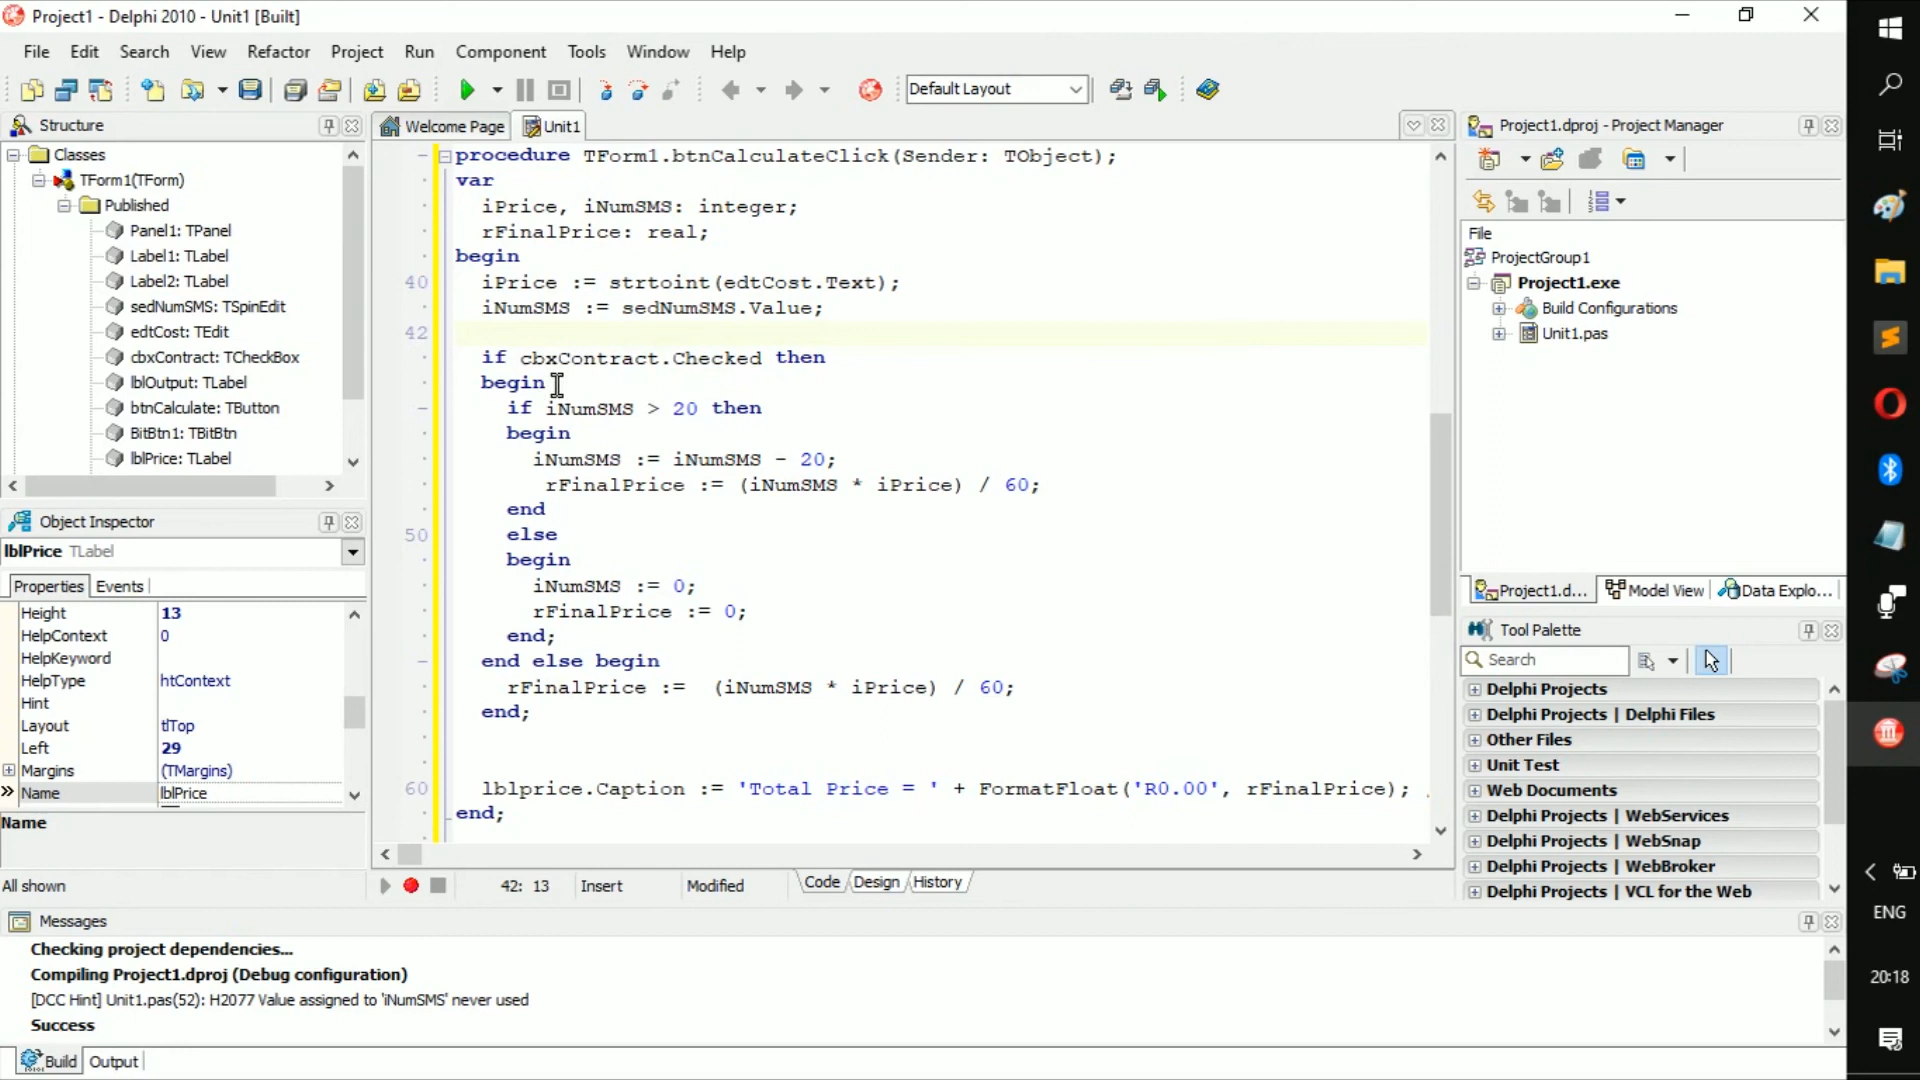 Project1 - Delphi 2010 - Unit1 [Built]
File Edit Search View Refactor Project Run Component Tools Window Help
Default Layout
Structure
Classes
TForm1(TForm)
Published
Panel1: TPanel
Label1: TLabel
Label2: TLabel
sedNumSMS: TSpinEdit
edtCost: TEdit
cbxContract: TCheckBox
lblOutput: TLabel
btnCalculate: TButton
BitBtn1: TBitBtn
lblPrice: TLabel
Object Inspector
lblPrice TLabel
Properties Events
Height 13
HelpContext 0
HelpKeyword
HelpType htContext
Hint
Layout tlTop
Left 29
Margins (TMargins)
Name lblPrice
Name
All shown
Welcome Page Unit1
procedure TForm1.btnCalculateClick(Sender: TObject);
var
iPrice, iNumSMS: integer;
rFinalPrice: real;
begin
40 iPrice := strtoint(edtCost.Text);
iNumSMS := sedNumSMS.Value;
42
if cbxContract.Checked then
begin
if iNumSMS > 20 then
begin
iNumSMS := iNumSMS - 20;
rFinalPrice := (iNumSMS * iPrice) / 60;
end
50 else
begin
iNumSMS := 0;
rFinalPrice := 0;
end;
end else begin
rFinalPrice :=  (iNumSMS * iPrice) / 60;
end;
60 lblprice.Caption := 'Total Price = ' + FormatFloat('R0.00', rFinalPrice);
end;
42: 13 Insert Modified Code Design History
Project1.dproj - Project Manager
File
ProjectGroup1
Project1.exe
Build Configurations
Unit1.pas
Project1.d... Model View Data Explo...
Tool Palette
Search
Delphi Projects
Delphi Projects | Delphi Files
Other Files
Unit Test
Web Documents
Delphi Projects | WebServices
Delphi Projects | WebSnap
Delphi Projects | WebBroker
Delphi Projects | VCL for the Web
Messages
Checking project dependencies...
Compiling Project1.dproj (Debug configuration)
[DCC Hint] Unit1.pas(52): H2077 Value assigned to 'iNumSMS' never used
Success
Build Output
ENG
20:18